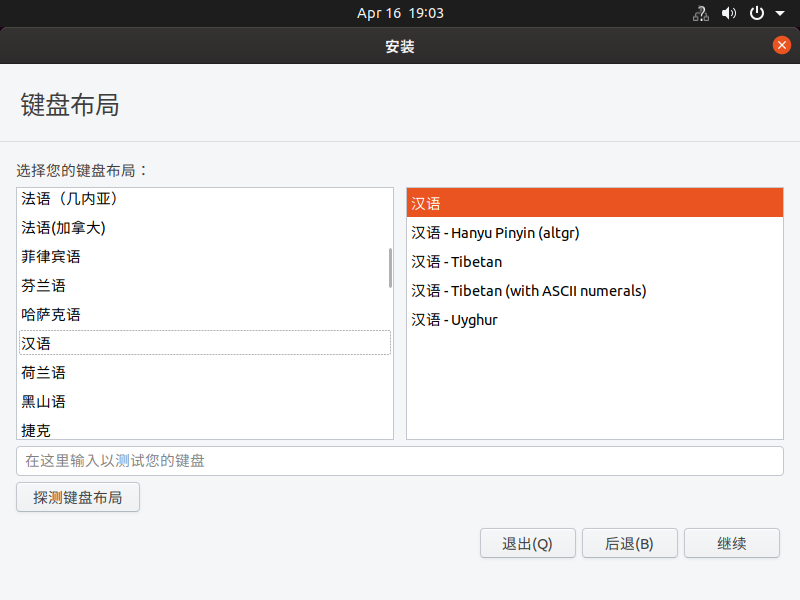 Apr 16 19:03
安装
键盘布局
选择您的键盘布局：
法语（几内亚）
法语(加拿大)
菲律宾语
芬兰语
哈萨克语
汉语
荷兰语
黑山语
捷克
汉语
汉语 - Hanyu Pinyin (altgr)
汉语 - Tibetan
汉语 - Tibetan (with ASCII numerals)
汉语 - Uyghur
在这里输入以测试您的键盘
探测键盘布局
退出(Q)
后退(B)
继续